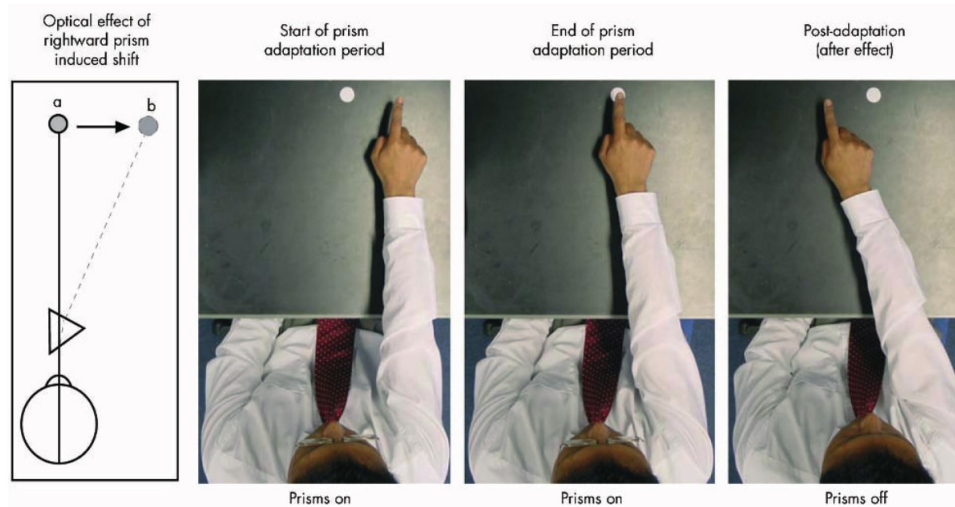 Optical effect of
rightward prism
induced shift
Start of prism
adaptation period
End of prism
adaptation period
Post-adaptation
(after effect)
a
b
Prisms on
Prisms on
Prisms off